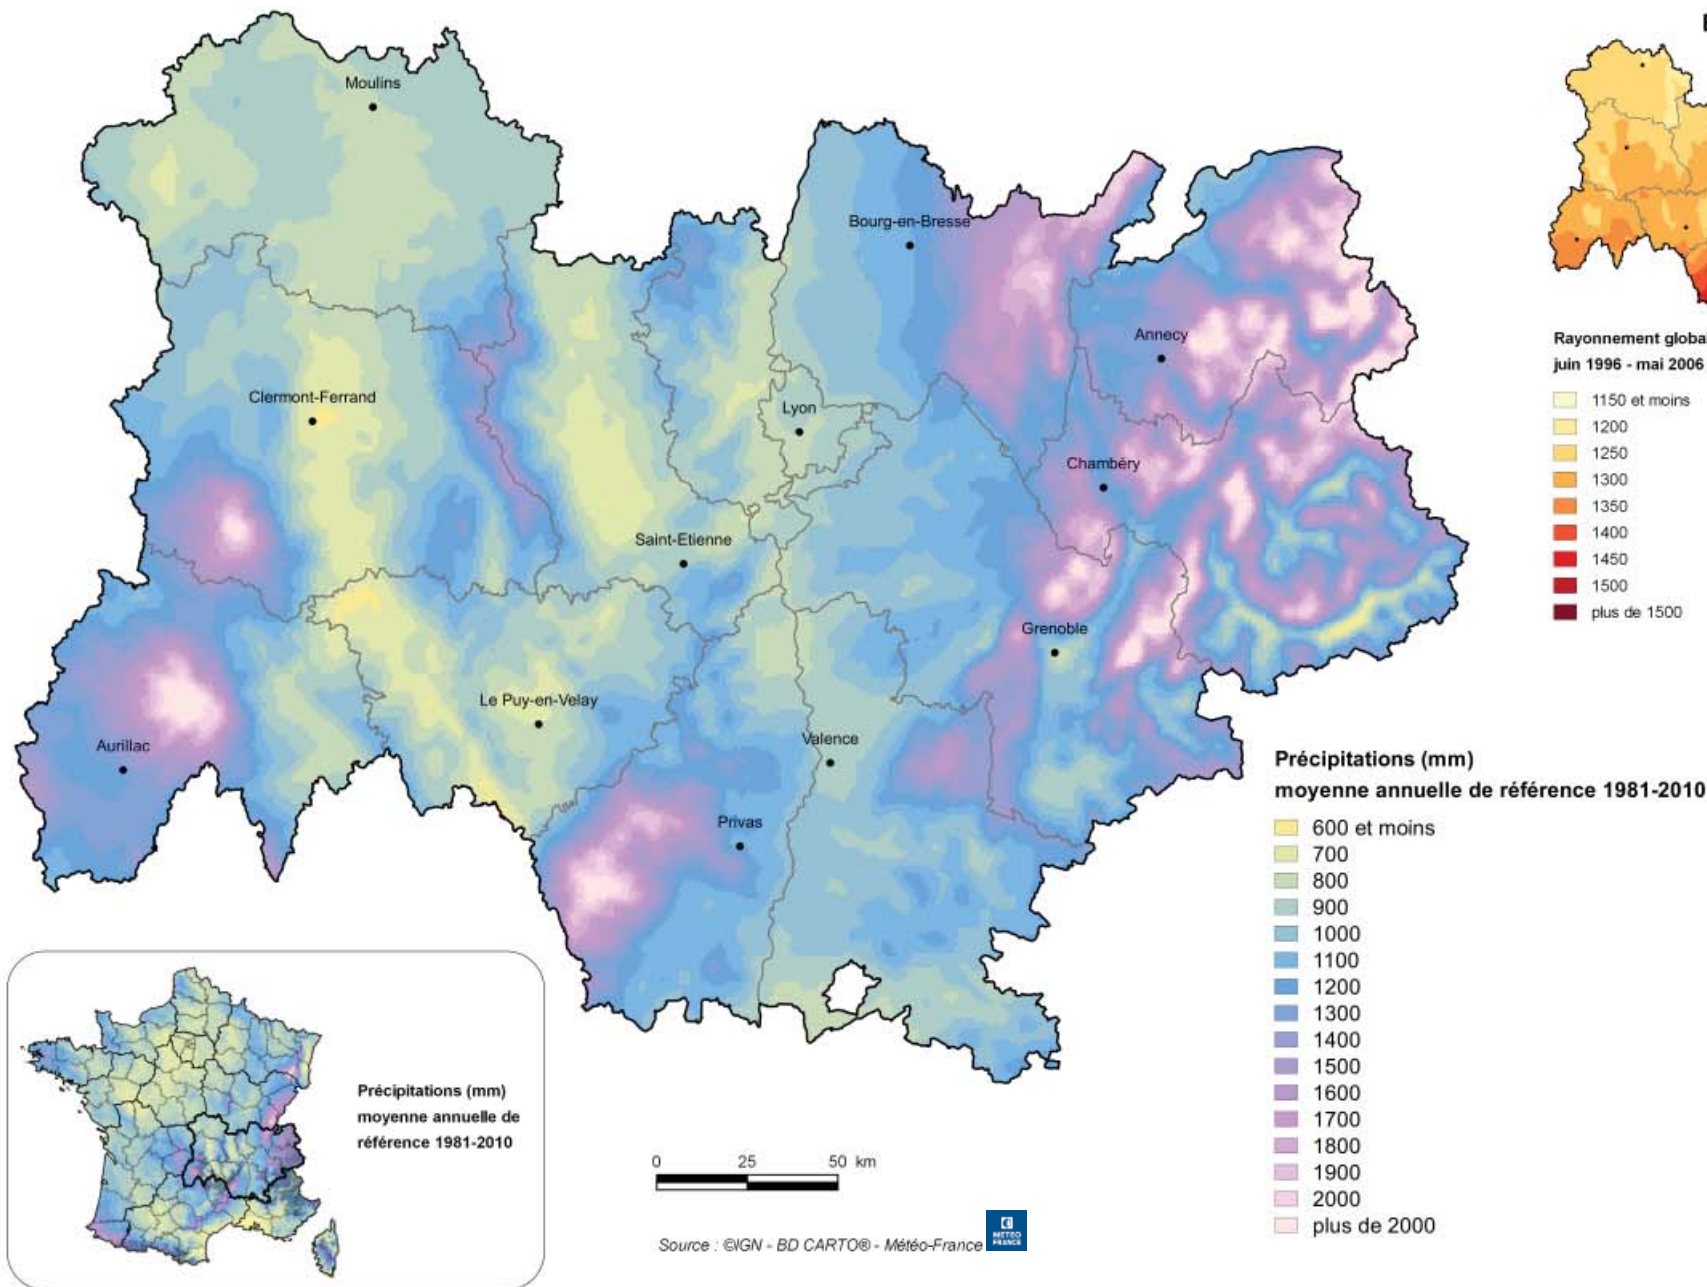 Moulins
Bourg-en-Bresse
Annecy
Clermont-Ferrand
Lyon
Chambéry
Saint-Etienne
Grenoble
Le Puy-en-Velay
Aurillac
Valence
Privas
Rayonnement global
juin 1996 - mai 2006
1150 et moins
1200
1250
1300
1350
1400
1450
1500
plus de 1500
Précipitations (mm)
moyenne annuelle de référence 1981-2010
600 et moins
700
800
900
1000
1100
1200
1300
1400
1500
1600
1700
1800
1900
2000
plus de 2000
Précipitations (mm)
moyenne annuelle de
référence 1981-2010
0 25 50 km
Source : ©IGN - BD CARTO® - Météo-France
METEO
FRANCE